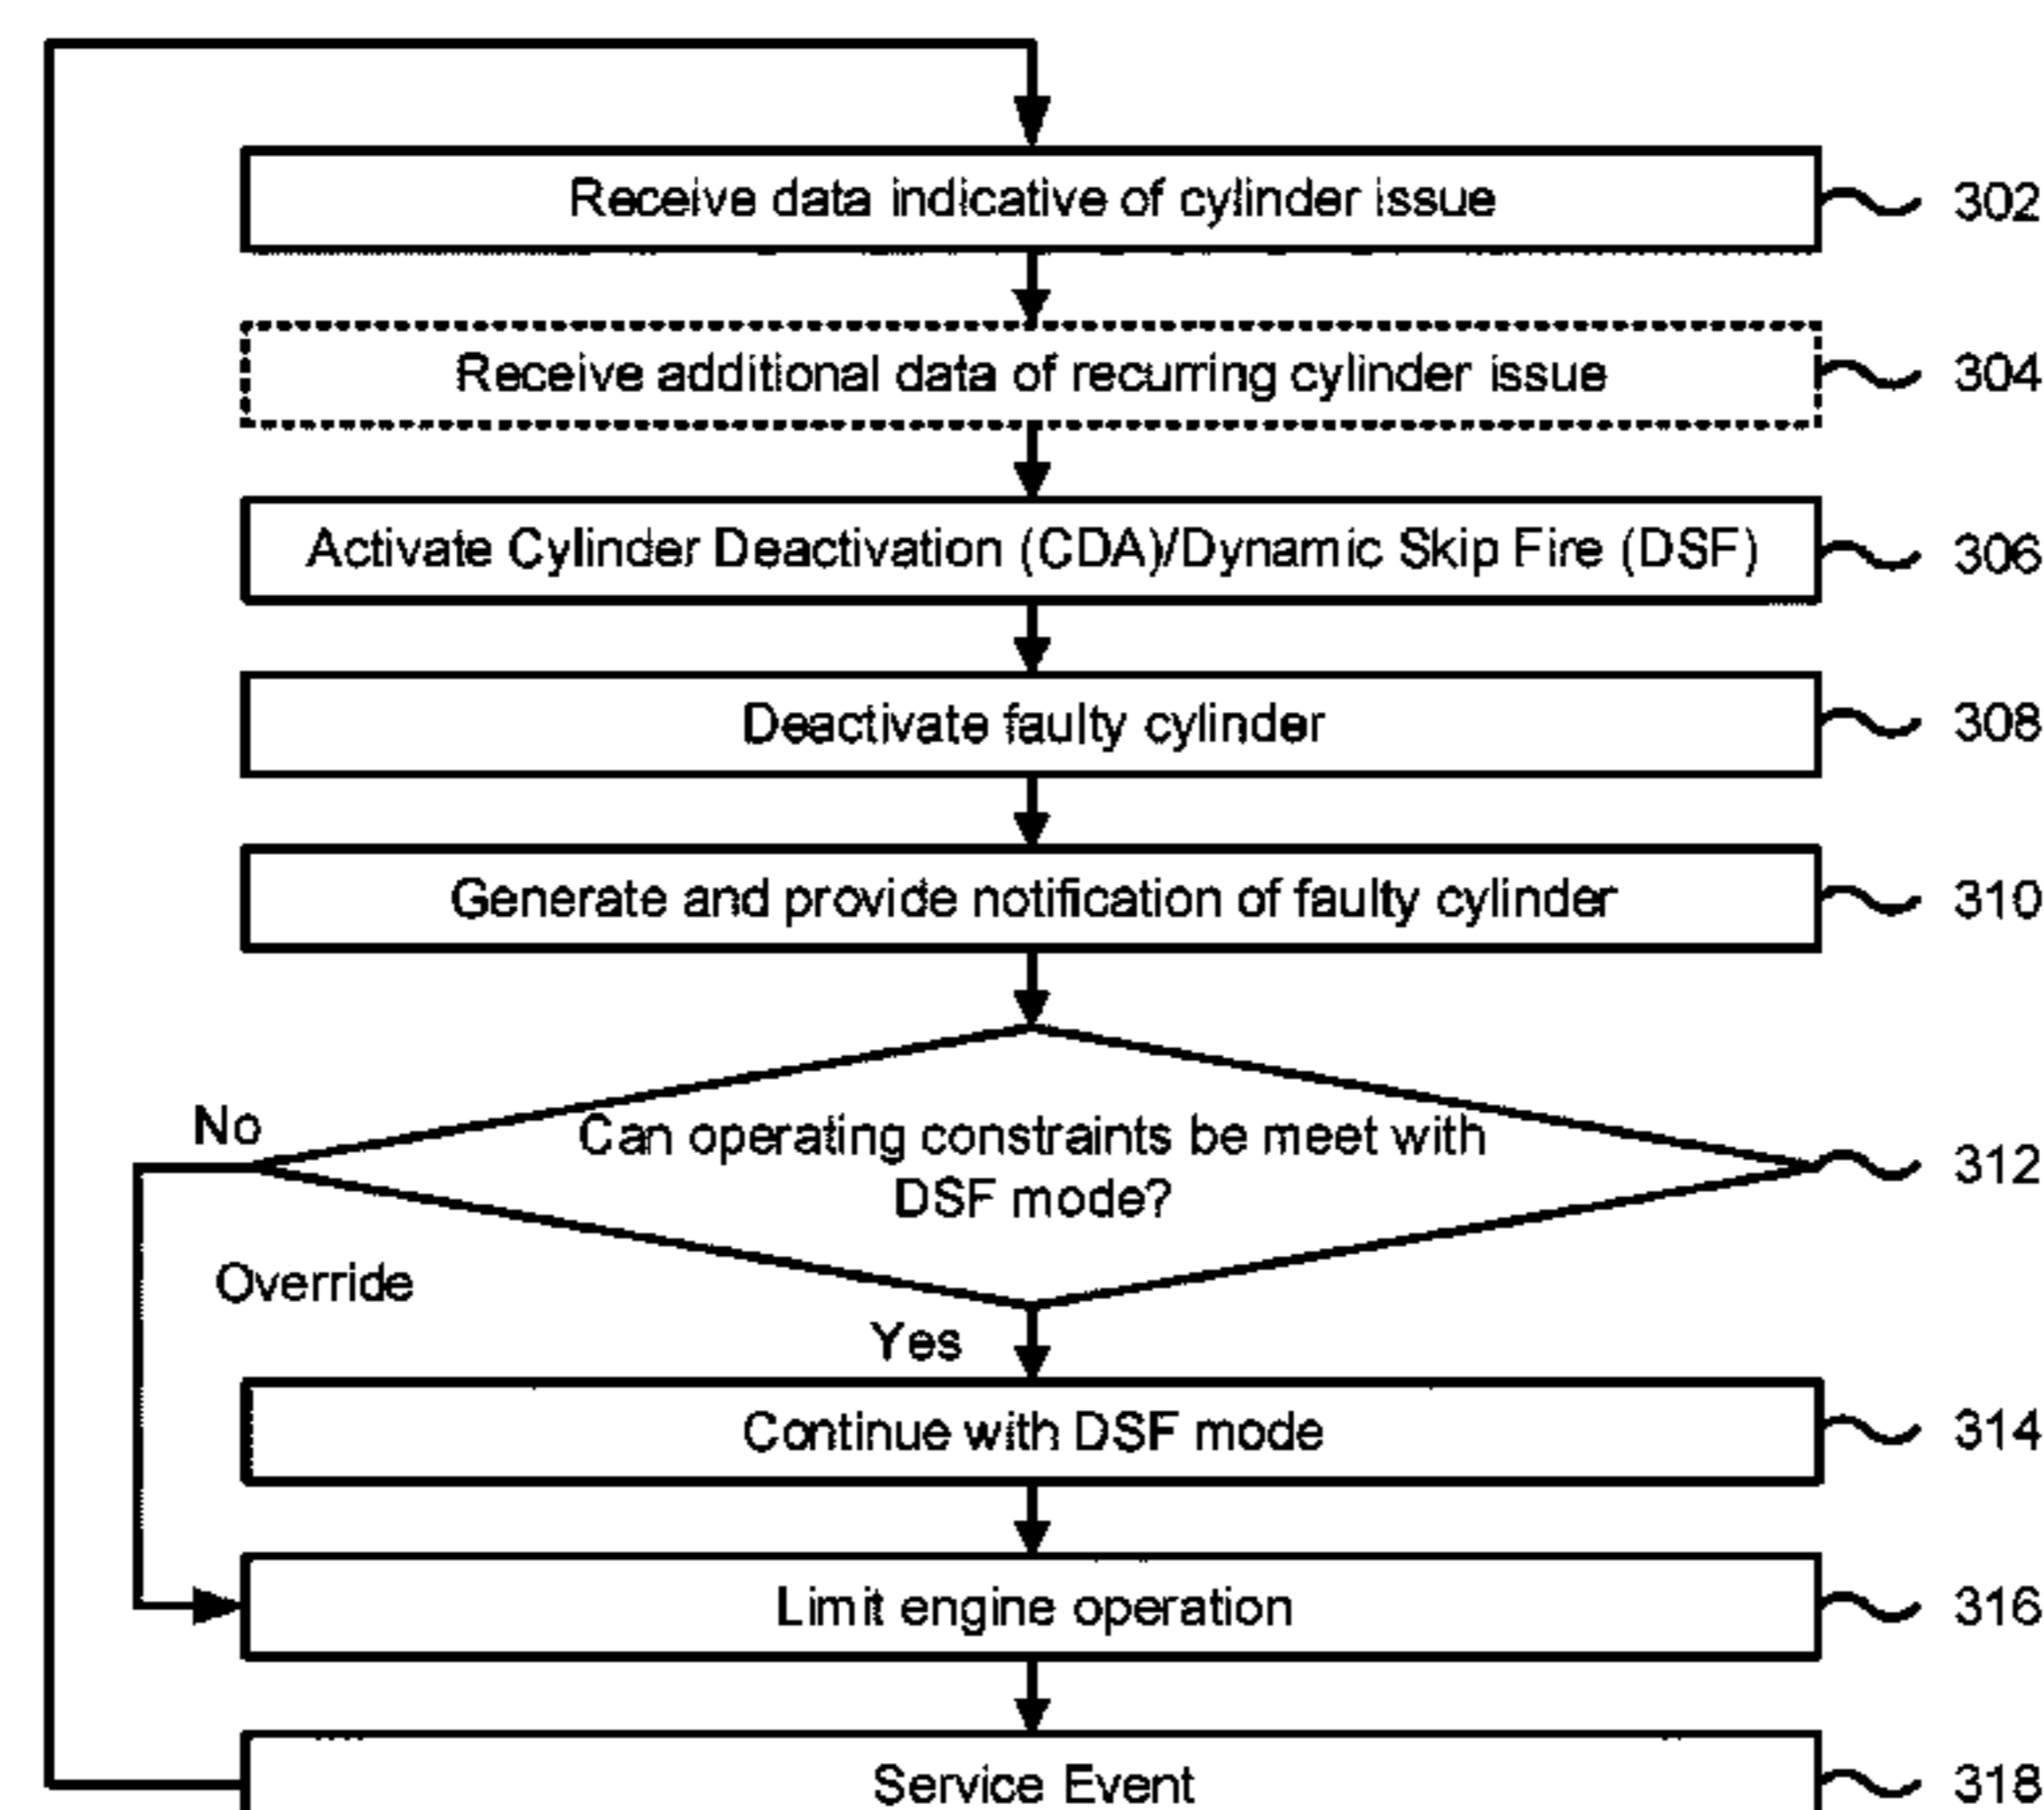 Receive data indicative of cylinder issue
302
Receive additional data of recurring cylinder issue
304
Activate Cylinder Deactivation (CDA)/Dynamic Skip Fire (DSF)
306
Deactivate faulty cylinder
308
Generate and provide notification of faulty cylinder
310
No
Can operating constraints be meet with
DSF mode?
312
Override
Yes
Continue with DSF mode
314
Limit engine operation
316
Service Event
318